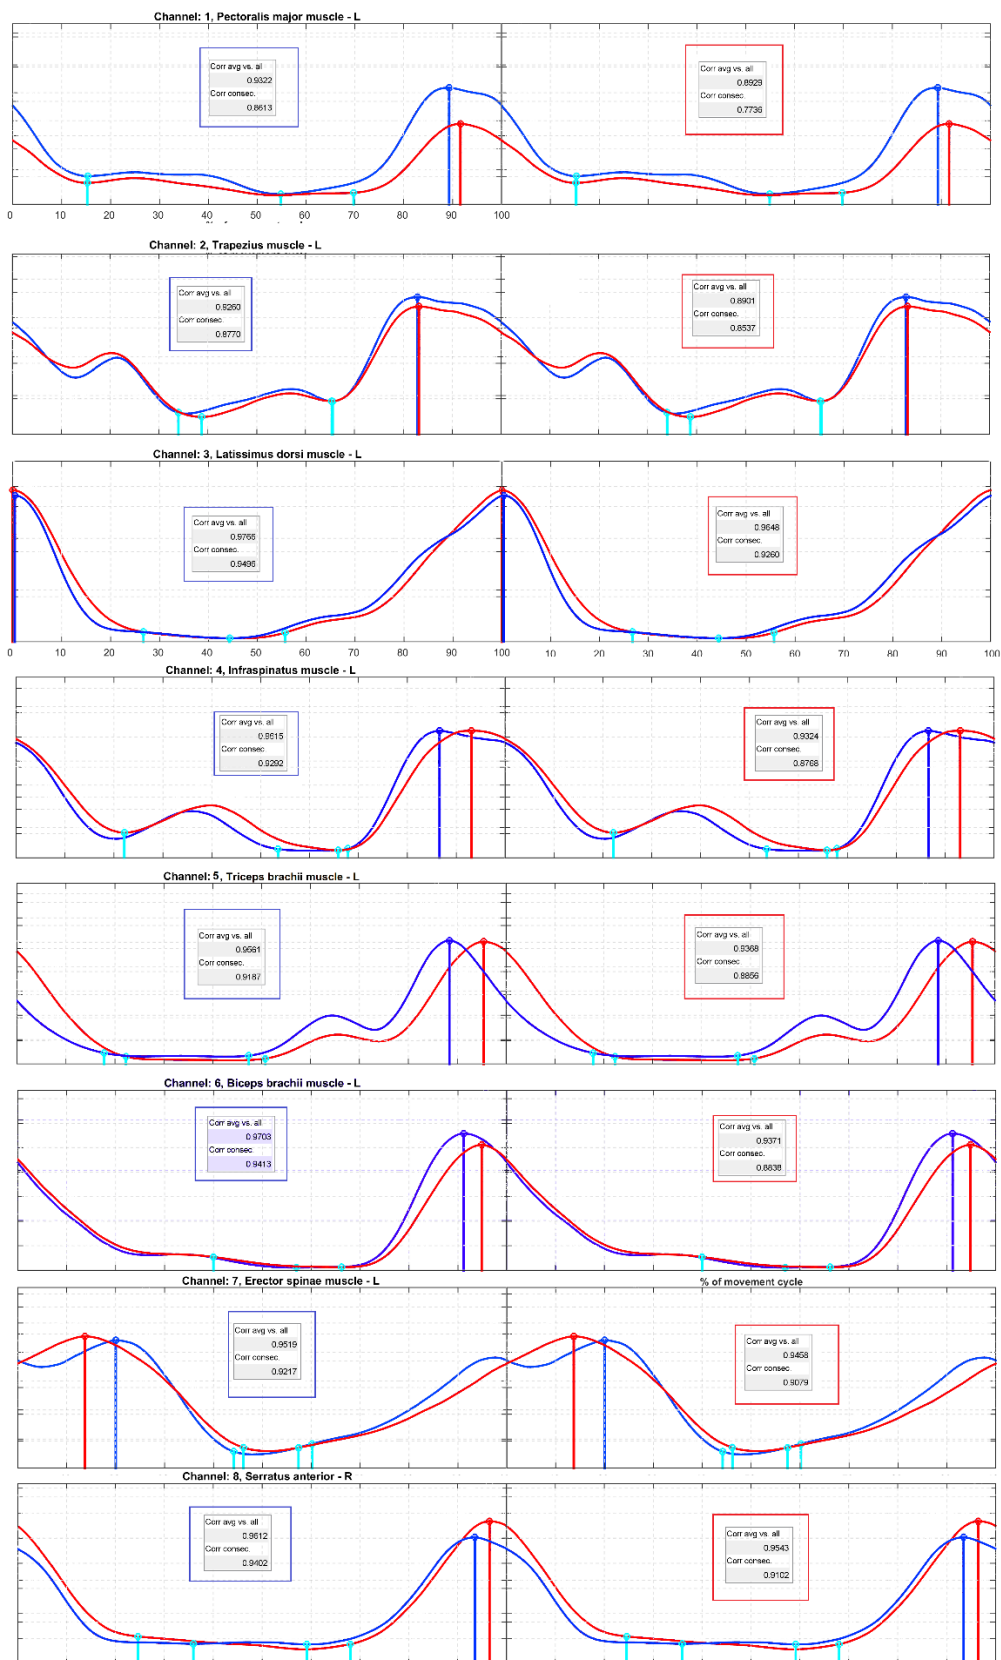 Channel: 1, Pectoralis major muscle - L
Corr avg vs. all
0.9322
Corr consec.
0.8613
Corr avg vs. all
0.8929
Corr consec.
0.7736
0 10 20 30 40 50 60 70 80 90 100 10 20 30 40 50 60 70 80 90 100
Channel: 2, Trapezius muscle - L
Corr avg vs. all
0.9260
Corr consec.
0.8770
Corr avg vs. all
0.8901
Corr consec.
0.8537
Channel: 3, Latissimus dorsi muscle - L
Corr avg vs. all
0.9766
Corr consec.
0.9496
Corr avg vs. all
0.9648
Corr consec.
0.9260
0 10 20 30 40 50 60 70 80 90 100 10 20 30 40 50 60 70 80 90 100
Channel: 4, Infraspinatus muscle - L
Corr avg vs. all
0.9615
Corr consec.
0.9292
Corr avg vs. all
0.9324
Corr consec.
0.8768
Channel: 5, Triceps brachii muscle - L
Corr avg vs. all
0.9561
Corr consec.
0.9187
Corr avg vs. all
0.9368
Corr consec.
0.8856
Channel: 6, Biceps brachii muscle - L
Corr avg vs. all
0.9703
Corr consec.
0.9413
Corr avg vs. all
0.9371
Corr consec.
0.8838
Channel: 7, Erector spinae muscle - L
% of movement cycle
Corr avg vs. all
0.9519
Corr consec.
0.9217
Corr avg vs. all
0.9458
Corr consec.
0.9079
Channel: 8, Serratus anterior - R
Corr avg vs. all
0.9612
Corr consec.
0.9402
Corr avg vs. all
0.9543
Corr consec.
0.9102